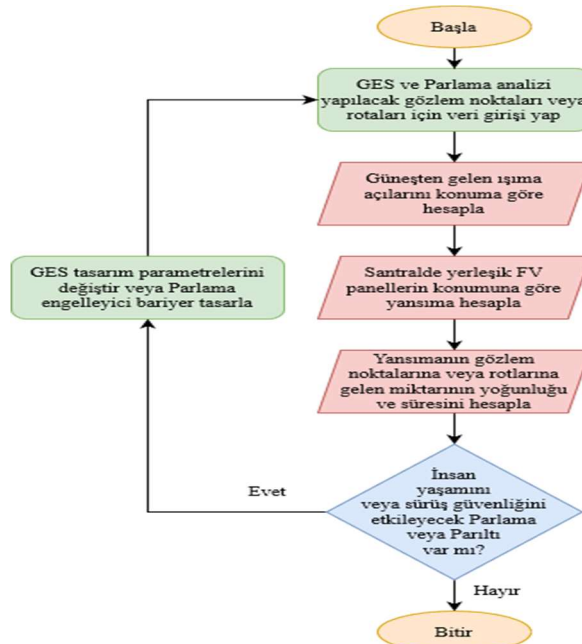 Başla
GES ve Parlama analizi
yapılacak gözlem noktaları veya
rotaları için veri girişi yap
Güneşten gelen ışıma
açılarını konuma göre
hesapla
GES tasarım parametrelerini
değiştir veya Parlama
engelleyici bariyer tasarla
Santralde yerleşik FV
panellerin konumuna göre
yansıma hesapla
Yansımanın gözlem
noktalarına veya rotlarına
gelen miktarının yoğunluğu
ve süresini hesapla
Evet
İnsan
yaşamını
veya sürüş güvenliğini
etkileyecek Parlama
veya Parıltı
var mı?
Hayır
Bitir